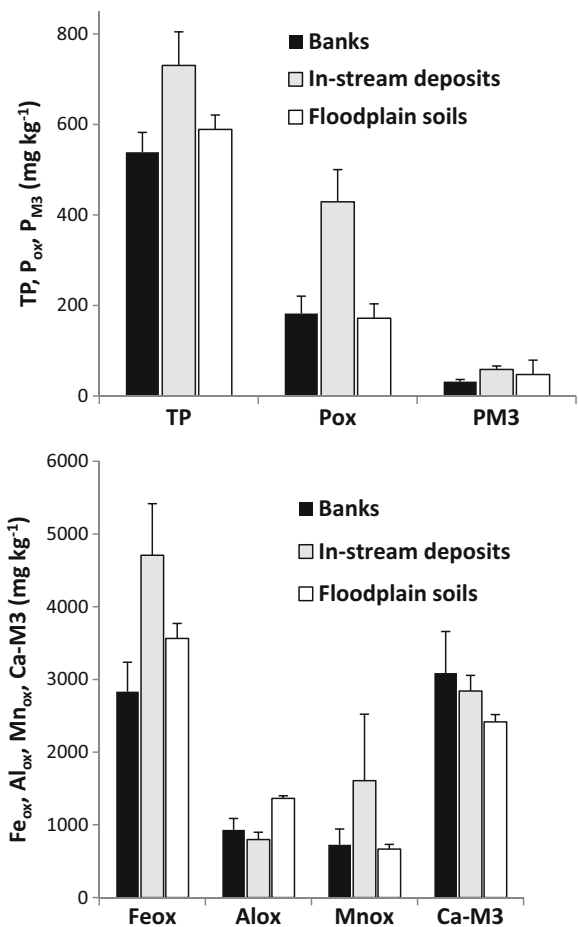 TP, Pox, PM3 (mg kg-1)
800
600
400
200
0
Banks
In-stream deposits
Floodplain soils
TP Pox PM3
Feox, Alox, Mnox, Ca-M3 (mg kg-1)
6000
5000
4000
3000
2000
1000
0
Banks
In-stream deposits
Floodplain soils
Feox Alox Mnox Ca-M3